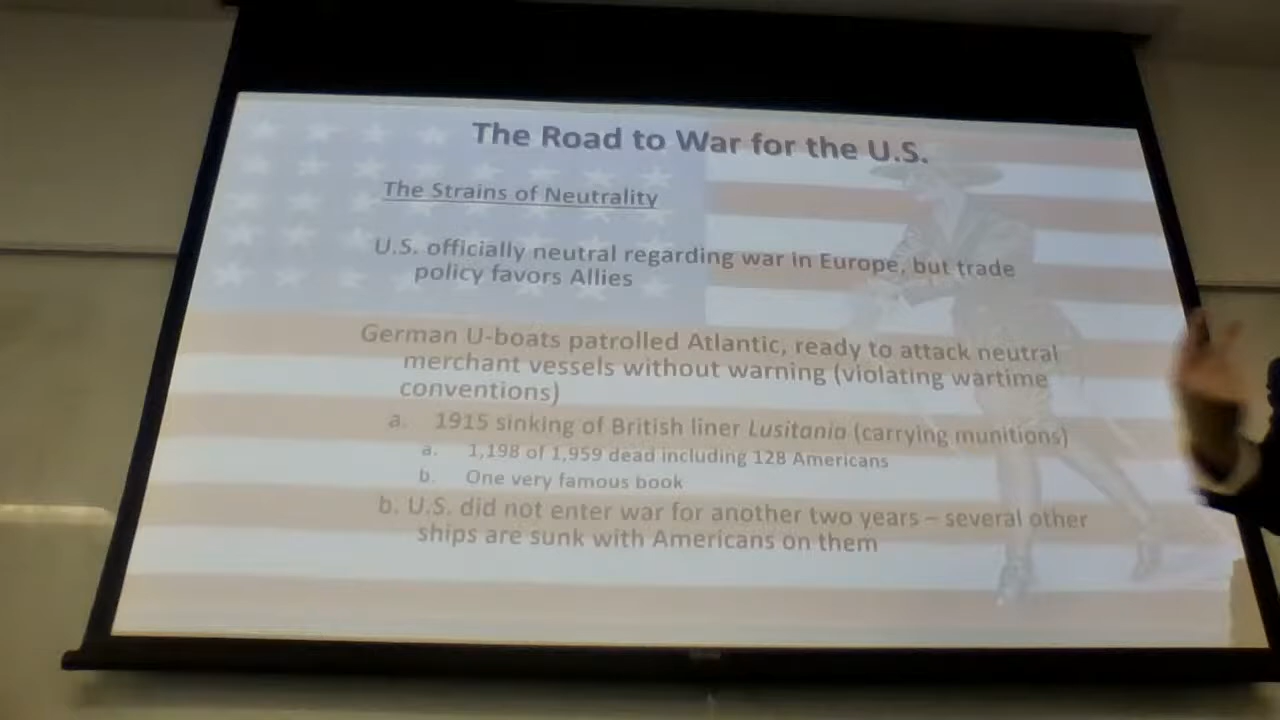 The Road to War for the U.S.
The Strains of Neutrality
U.S. officially neutral regarding war in Europe, but trade
policy favors Allies
German U-boats patrolled Atlantic, ready to attack neutral
merchant vessels without warning (violating wartime
conventions)
a. 1915 sinking of British liner Lusitania (carrying munitions)
a. 1,198 of 1,959 dead including 128 Americans
b. One very famous book
b. U.S. did not enter war for another two years – several other
ships are sunk with Americans on them